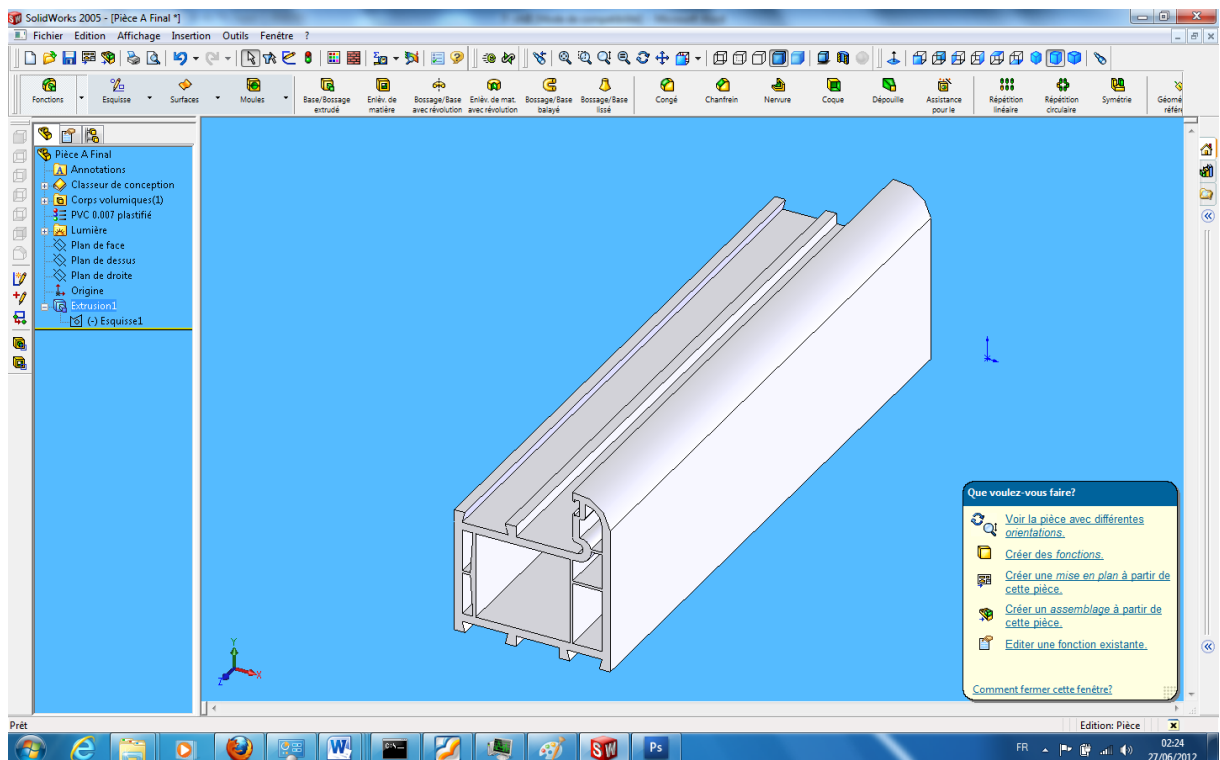 SolidWorks 2005 - [Pièce A Final *]
Fichier Edition Affichage Insertion Outils Fenêtre ?
Fonctions
Esquisse
Surfaces
Moules
Base/Bossage
extrudé
Enlèv. de
matière
Bossage/Base
avec révolution
Enlèv. de mat.
avec révolution
Bossage/Base
balayé
Bossage/Base
lissé
Congé
Chanfrein
Nervure
Coque
Dépouille
Assistance
pour le
Répétition
linéaire
Répétition
circulaire
Symétrie
Géomé
référ
Pièce A Final
Annotations
Classeur de conception
Corps volumiques(1)
PVC 0.007 plastifié
Lumière
Plan de face
Plan de dessus
Plan de droite
Origine
Extrusion1
(-) Esquisse1
Y
X
Z
Que voulez-vous faire?
Voir la pièce avec différentes
orientations.
Créer des fonctions.
Créer une mise en plan à partir de
cette pièce.
Créer un assemblage à partir de
cette pièce.
Editer une fonction existante.
Comment fermer cette fenêtre?
Prêt
Edition: Pièce
FR
02:24
27/06/2012